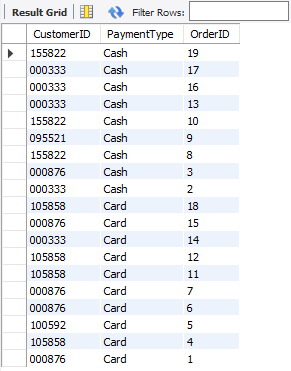 Result Grid Filter Rows:
CustomerID PaymentType OrderID
155822 Cash 19
000333 Cash 17
000333 Cash 16
000333 Cash 13
155822 Cash 10
095521 Cash 9
155822 Cash 8
000876 Cash 3
000333 Cash 2
105858 Card 18
000876 Card 15
000333 Card 14
105858 Card 12
105858 Card 11
000876 Card 7
000876 Card 6
100592 Card 5
105858 Card 4
000876 Card 1